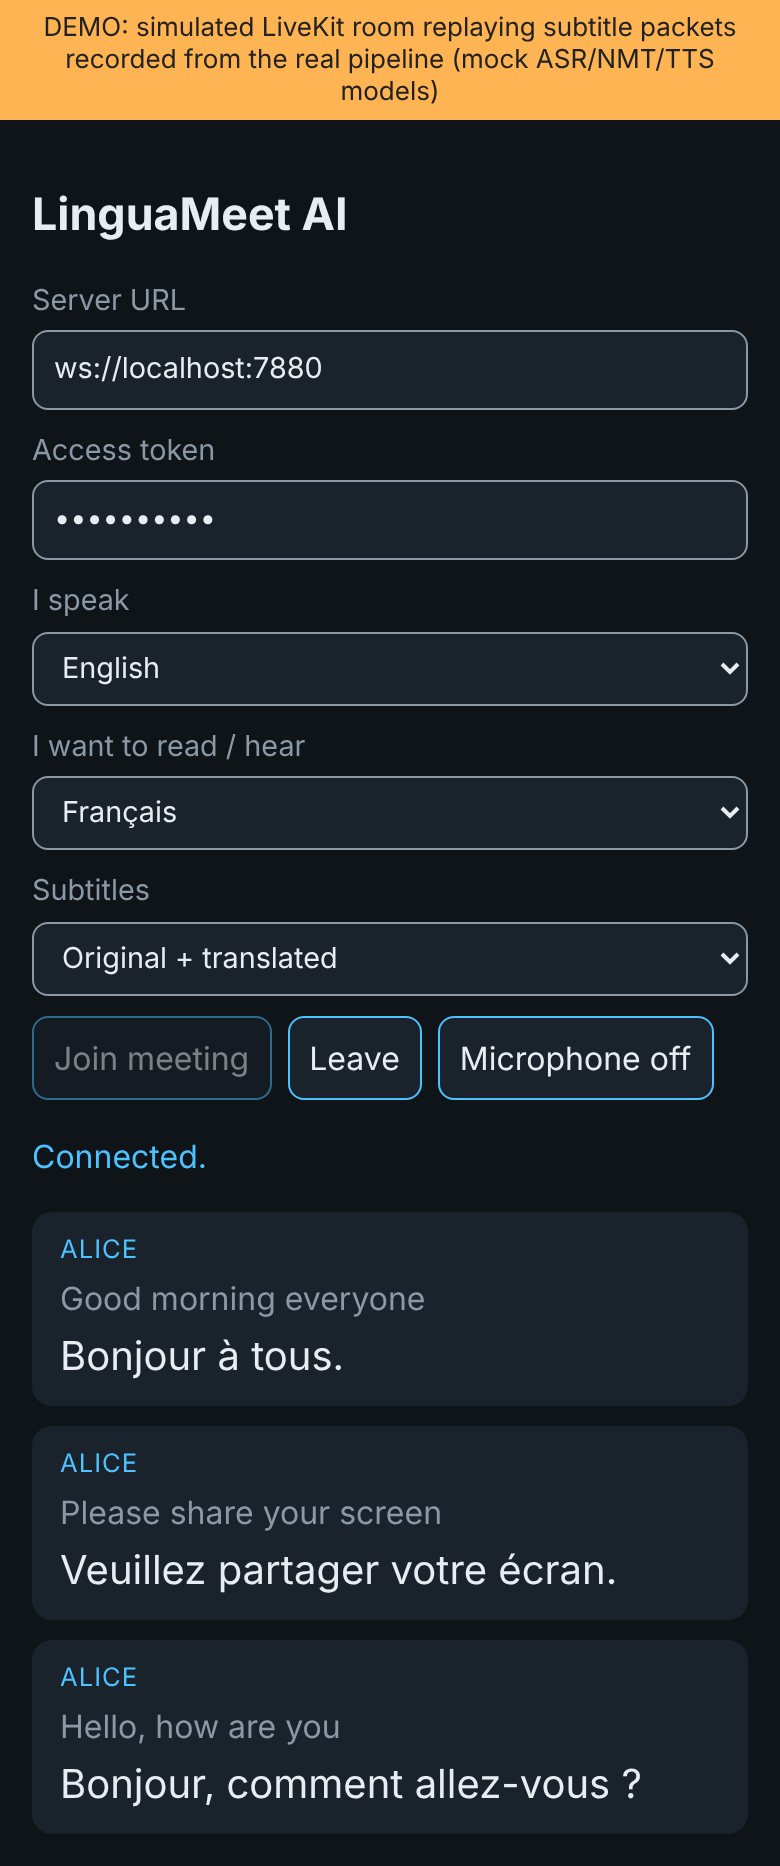 DEMO: simulated LiveKit room replaying subtitle packets
recorded from the real pipeline (mock ASR/NMT/TTS
models)
LinguaMeet AI
Server URL
ws://localhost:7880
Access token
••••••••••
I speak
English
I want to read / hear
Français
Subtitles
Original + translated
Join meeting Leave Microphone off
Connected.
ALICE
Good morning everyone
Bonjour à tous.
ALICE
Please share your screen
Veuillez partager votre écran.
ALICE
Hello, how are you
Bonjour, comment allez-vous ?